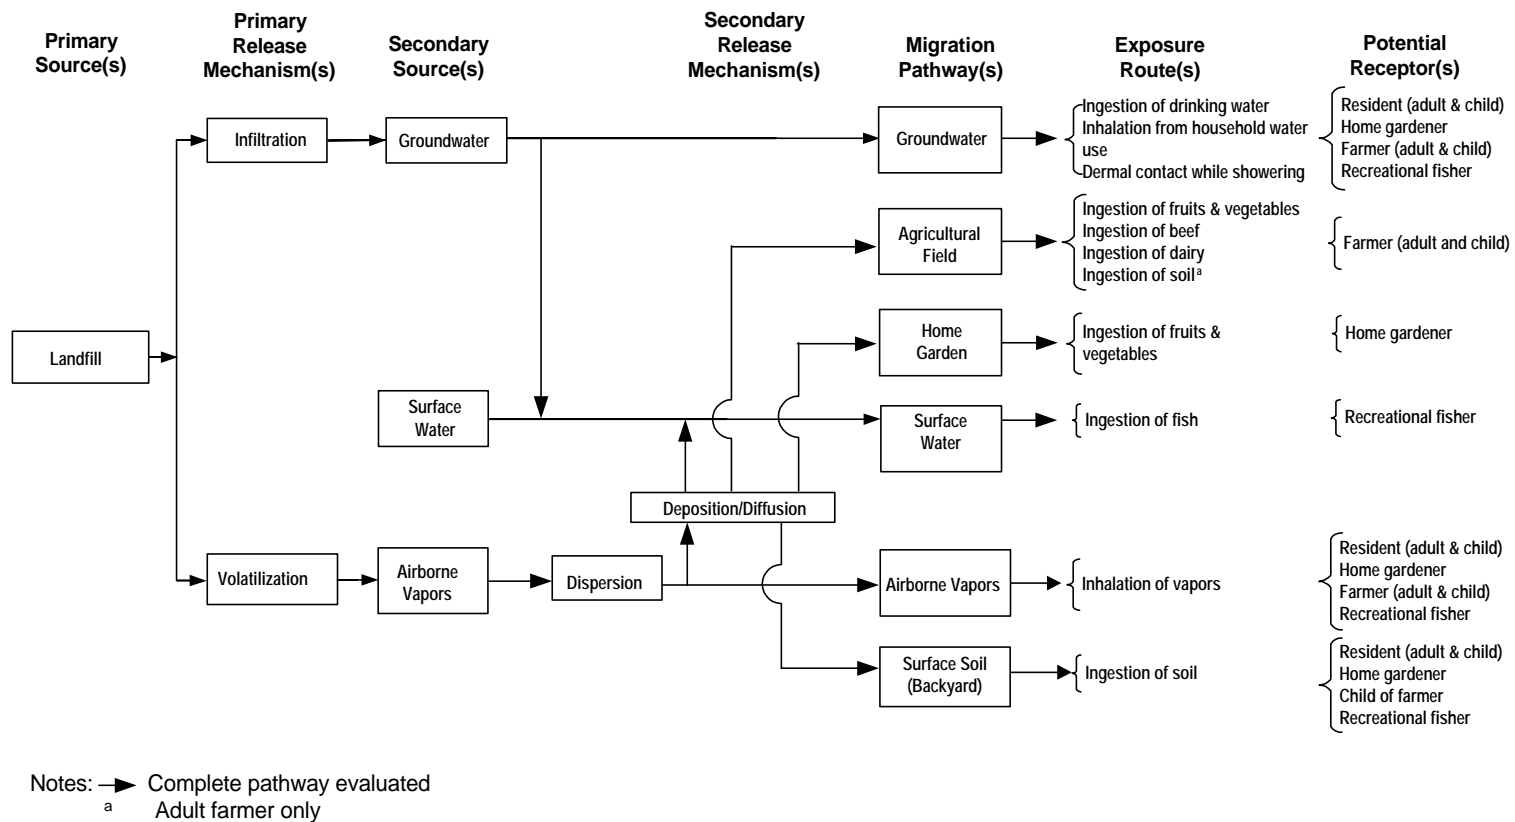 Primary
Source(s)
Primary
Release
Mechanism(s)
Secondary
Source(s)
Secondary
Release
Mechanism(s)
Migration
Pathway(s)
Exposure
Route(s)
Potential
Receptor(s)
Landfill
Infiltration
Groundwater
Groundwater
Ingestion of drinking water
Inhalation from household water
use
Dermal contact while showering
Resident (adult & child)
Home gardener
Farmer (adult & child)
Recreational fisher
Agricultural
Field
Ingestion of fruits & vegetables
Ingestion of beef
Ingestion of dairy
Ingestion of soil a
Farmer (adult and child)
Home
Garden
Ingestion of fruits &
vegetables
Home gardener
Surface
Water
Surface
Water
Ingestion of fish
Recreational fisher
Deposition/Diffusion
Volatilization
Airborne
Vapors
Dispersion
Airborne Vapors
Inhalation of vapors
Resident (adult & child)
Home gardener
Farmer (adult & child)
Recreational fisher
Surface Soil
(Backyard)
Ingestion of soil
Resident (adult & child)
Home gardener
Child of farmer
Recreational fisher
Notes: Complete pathway evaluated
a Adult farmer only